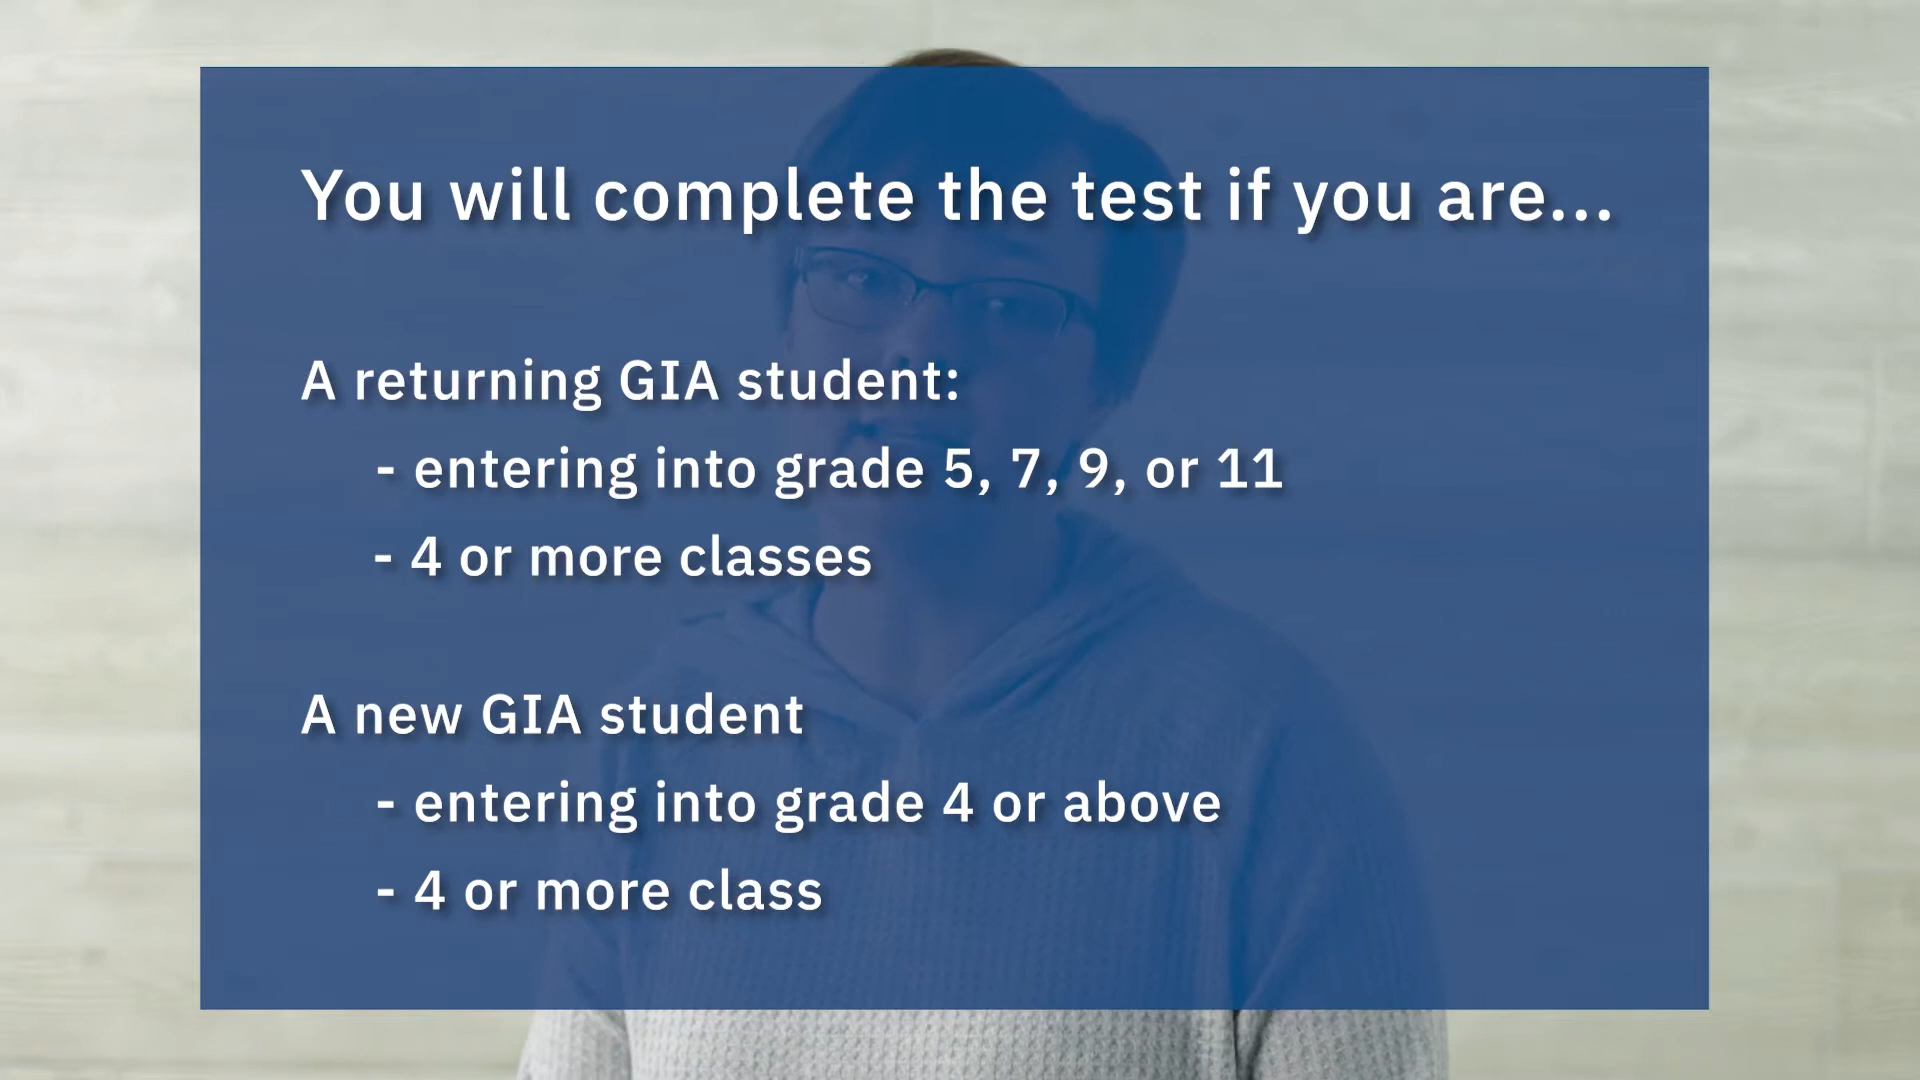 You will complete the test if you are...
A returning GIA student:
- entering into grade 5, 7, 9, or 11
- 4 or more classes
A new GIA student
- entering into grade 4 or above
- 4 or more class